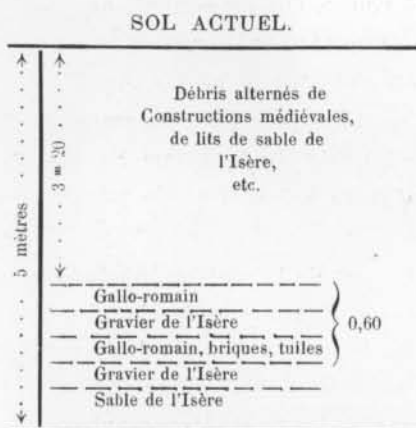 SOL ACTUEL.
5 mètres
3 m 20
Débris alternés de
Constructions médiévales,
de lits de sable de
l'Isère,
etc.
Gallo-romain
Gravier de l'Isère
Gallo-romain, briques, tuiles
0,60
Gravier de l'Isère
Sable de l'Isère